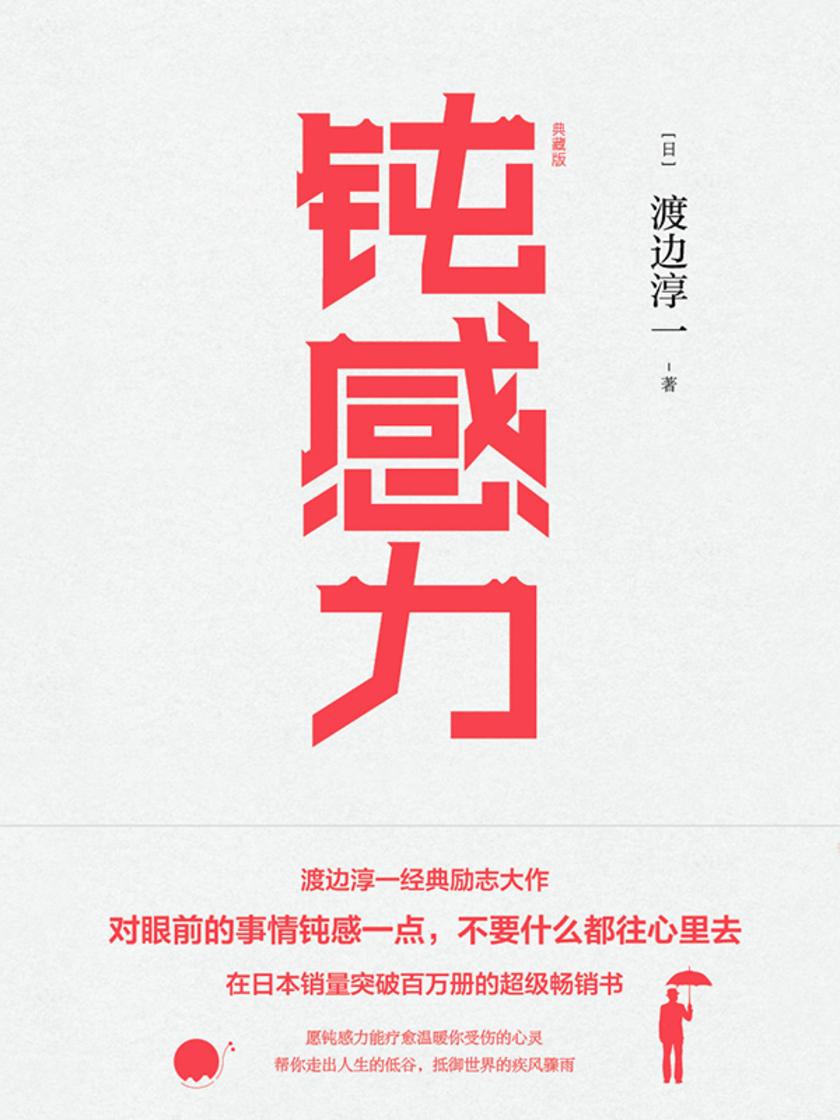 钝感力
典藏版
[日]
渡边淳一
著
渡边淳一经典励志大作
对眼前的事情钝感一点，不要什么都往心里去
在日本销量突破百万册的超级畅销书
愿钝感力能疗愈温暖你受伤的心灵
帮你走出人生的低谷，抵御世界的疾风骤雨